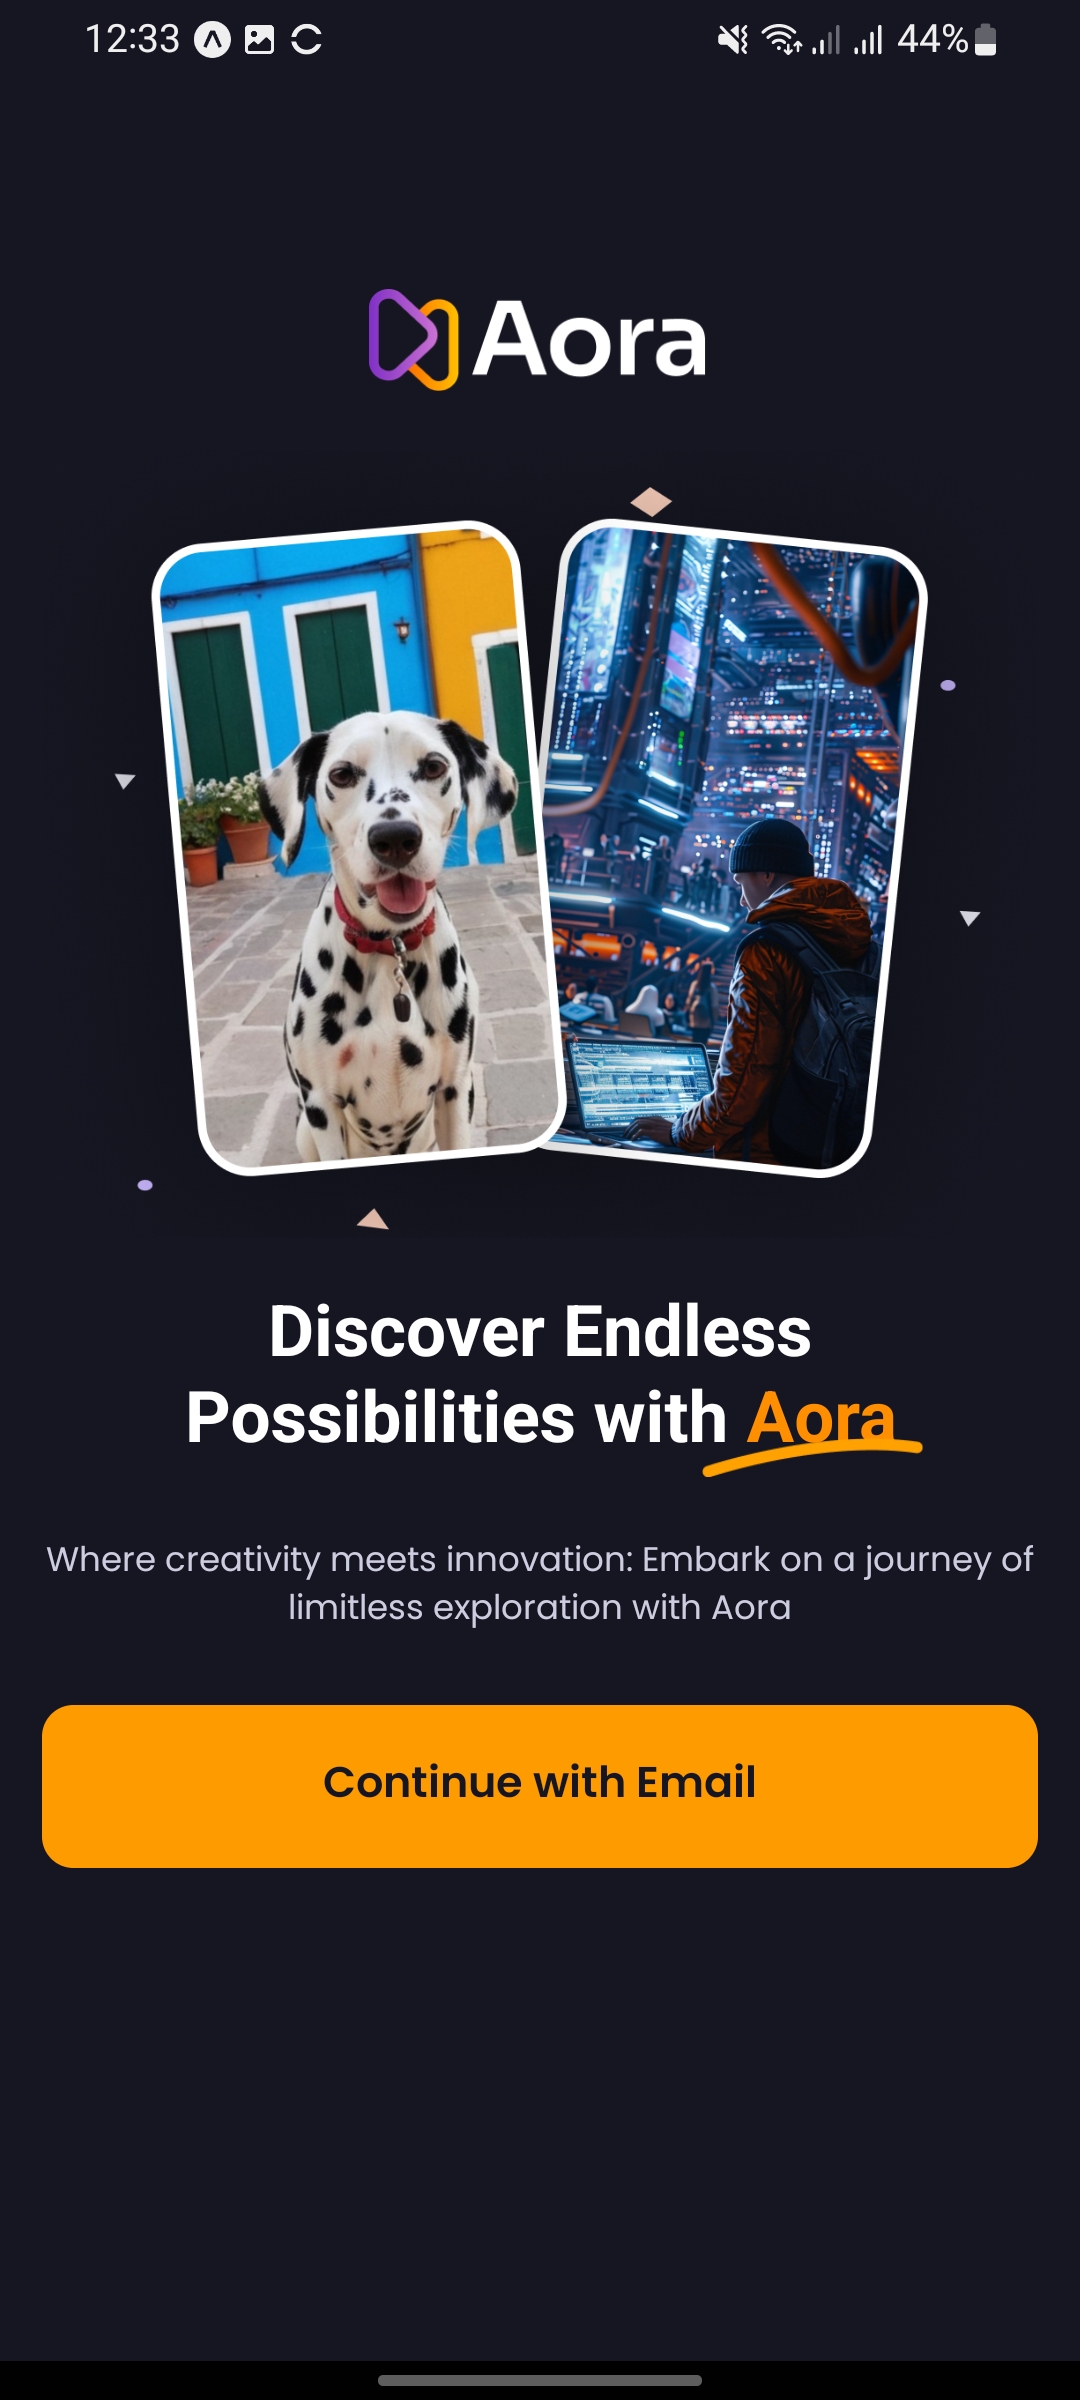 12:33
44%
Aora
Discover Endless
Possibilities with Aora
Where creativity meets innovation: Embark on a journey of
limitless exploration with Aora
Continue with Email